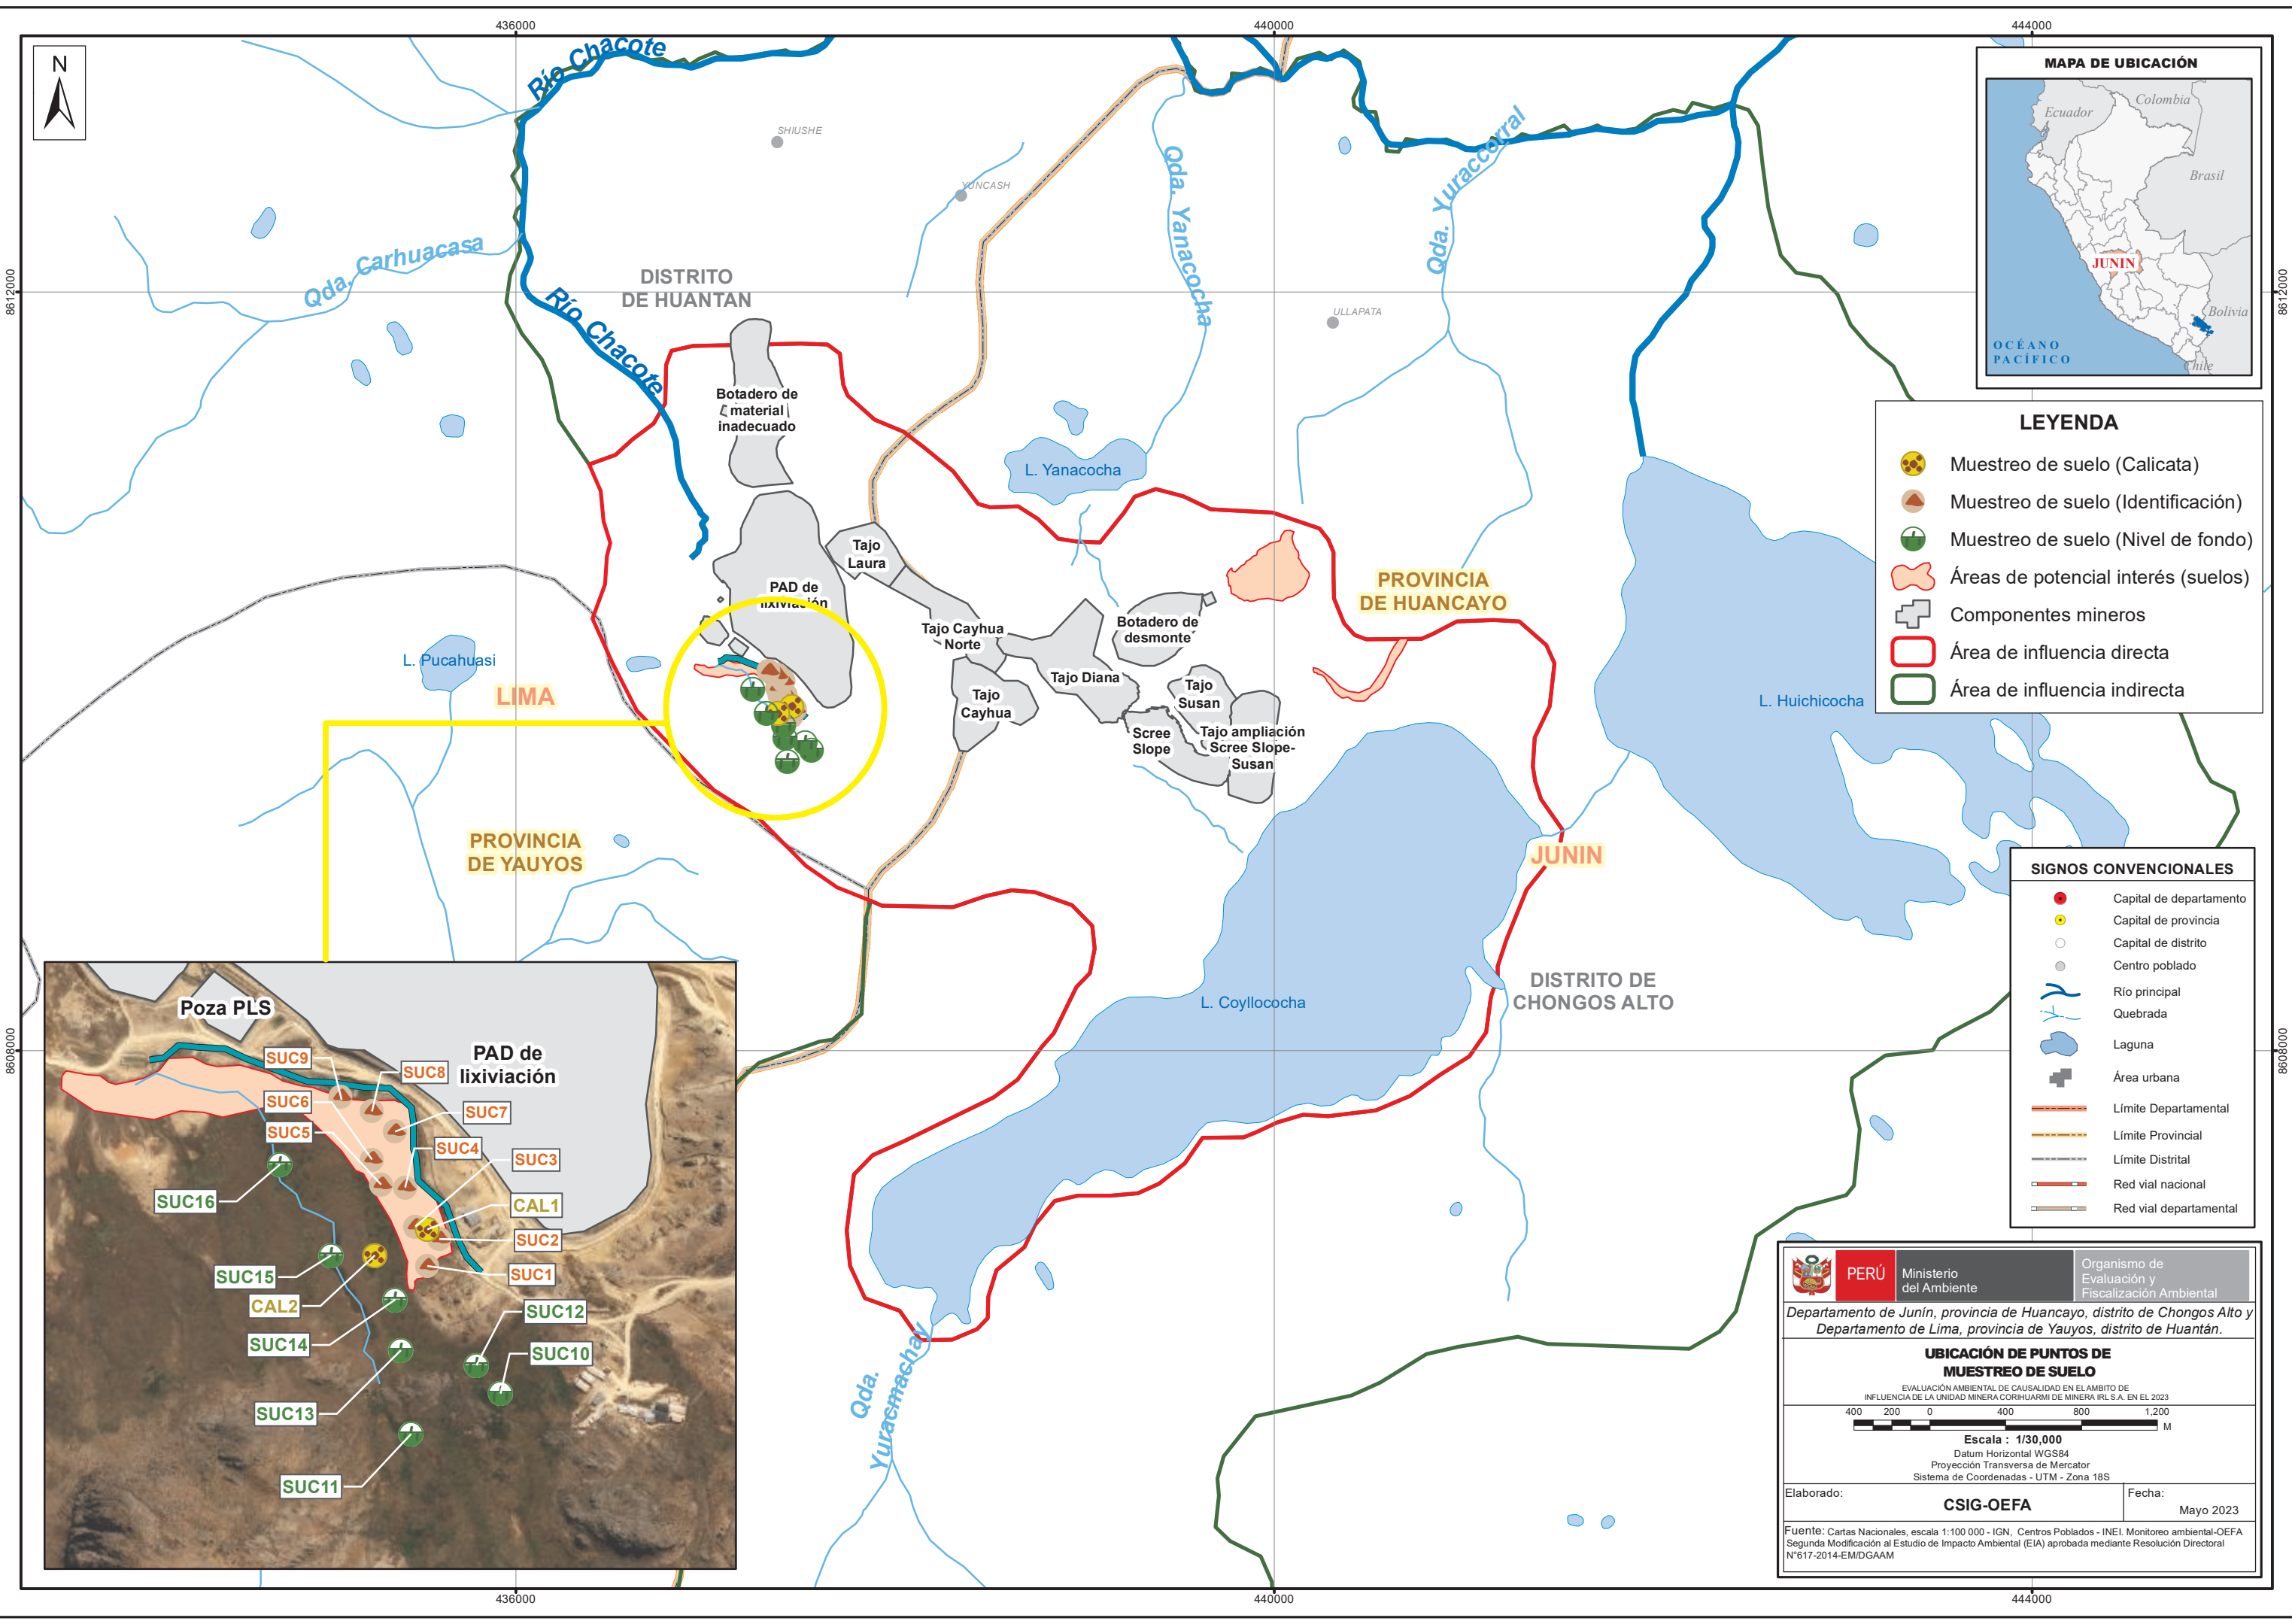 436000
440000
444000
N
Río Chacote
SHIUSHE
YUNCASH
Qda. Yanacocha
Qda. Yuraccorral
Qda. Carhuacasa
8612000
8612000
DISTRITO
DE HUANTAN
Río Chacote
ULLAPATA
Botadero de
material
inadecuado
L. Yanacocha
Tajo
Laura
PAD de
lixiviación
PROVINCIA
DE HUANCAYO
Tajo Cayhua
Norte
Botadero de
desmonte
L. Pucahuasi
LIMA
Tajo Diana
Tajo
Cayhua
Tajo
Susan
Scree
Slope
Tajo ampliación
Scree Slope-
Susan
L. Huichicocha
PROVINCIA
DE YAUYOS
JUNIN
L. Coyllococha
DISTRITO DE
CHONGOS ALTO
8608000
8608000
Qda.
Yuracmachay
Poza PLS
PAD de
lixiviación
SUC9
SUC8
SUC6
SUC7
SUC5
SUC4
SUC3
SUC16
CAL1
SUC2
SUC15
SUC1
CAL2
SUC12
SUC14
SUC10
SUC13
SUC11
MAPA DE UBICACIÓN
Ecuador
Colombia
Brasil
JUNIN
Bolivia
OCÉANO
PACÍFICO
Chile
LEYENDA
Muestreo de suelo (Calicata)
Muestreo de suelo (Identificación)
Muestreo de suelo (Nivel de fondo)
Áreas de potencial interés (suelos)
Componentes mineros
Área de influencia directa
Área de influencia indirecta
SIGNOS CONVENCIONALES
Capital de departamento
Capital de provincia
Capital de distrito
Centro poblado
Río principal
Quebrada
Laguna
Área urbana
Límite Departamental
Límite Provincial
Límite Distrital
Red vial nacional
Red vial departamental
PERÚ
Ministerio
del Ambiente
Organismo de
Evaluación y
Fiscalización Ambiental
Departamento de Junín, provincia de Huancayo, distrito de Chongos Alto y
Departamento de Lima, provincia de Yauyos, distrito de Huantán.
UBICACIÓN DE PUNTOS DE
MUESTREO DE SUELO
EVALUACIÓN AMBIENTAL DE CAUSALIDAD EN EL AMBITO DE
INFLUENCIA DE LA UNIDAD MINERA CORIHUARMI DE MINERA IRL S.A. EN EL 2023
400 200 0 400 800 1,200
M
Escala : 1/30,000
Datum Horizontal WGS84
Proyección Transversa de Mercator
Sistema de Coordenadas - UTM - Zona 18S
Elaborado:
CSIG-OEFA
Fecha:
Mayo 2023
Fuente: Cartas Nacionales, escala 1:100 000 - IGN, Centros Poblados - INEI. Monitoreo ambiental-OEFA
Segunda Modificación al Estudio de Impacto Ambiental (EIA) aprobada mediante Resolución Directoral
N°617-2014-EM/DGAAM
436000
440000
444000